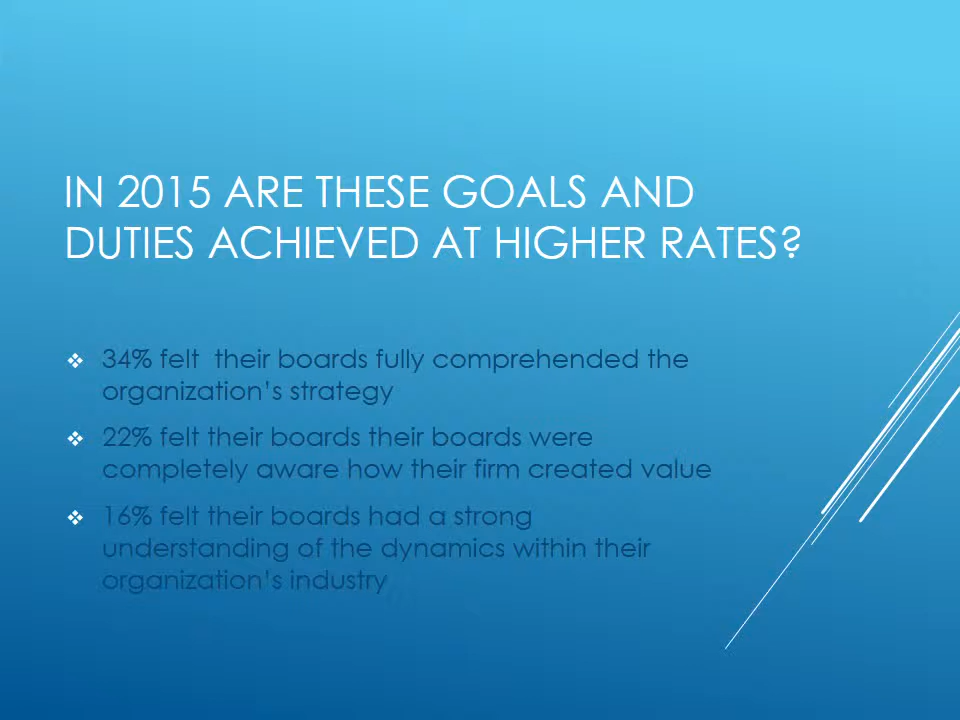 IN 2015 ARE THESE GOALS AND
DUTIES ACHIEVED AT HIGHER RATES?
34% felt  their boards fully comprehended the
organization’s strategy
22% felt their boards their boards were
completely aware how their firm created value
16% felt their boards had a strong
understanding of the dynamics within their
organization’s industry